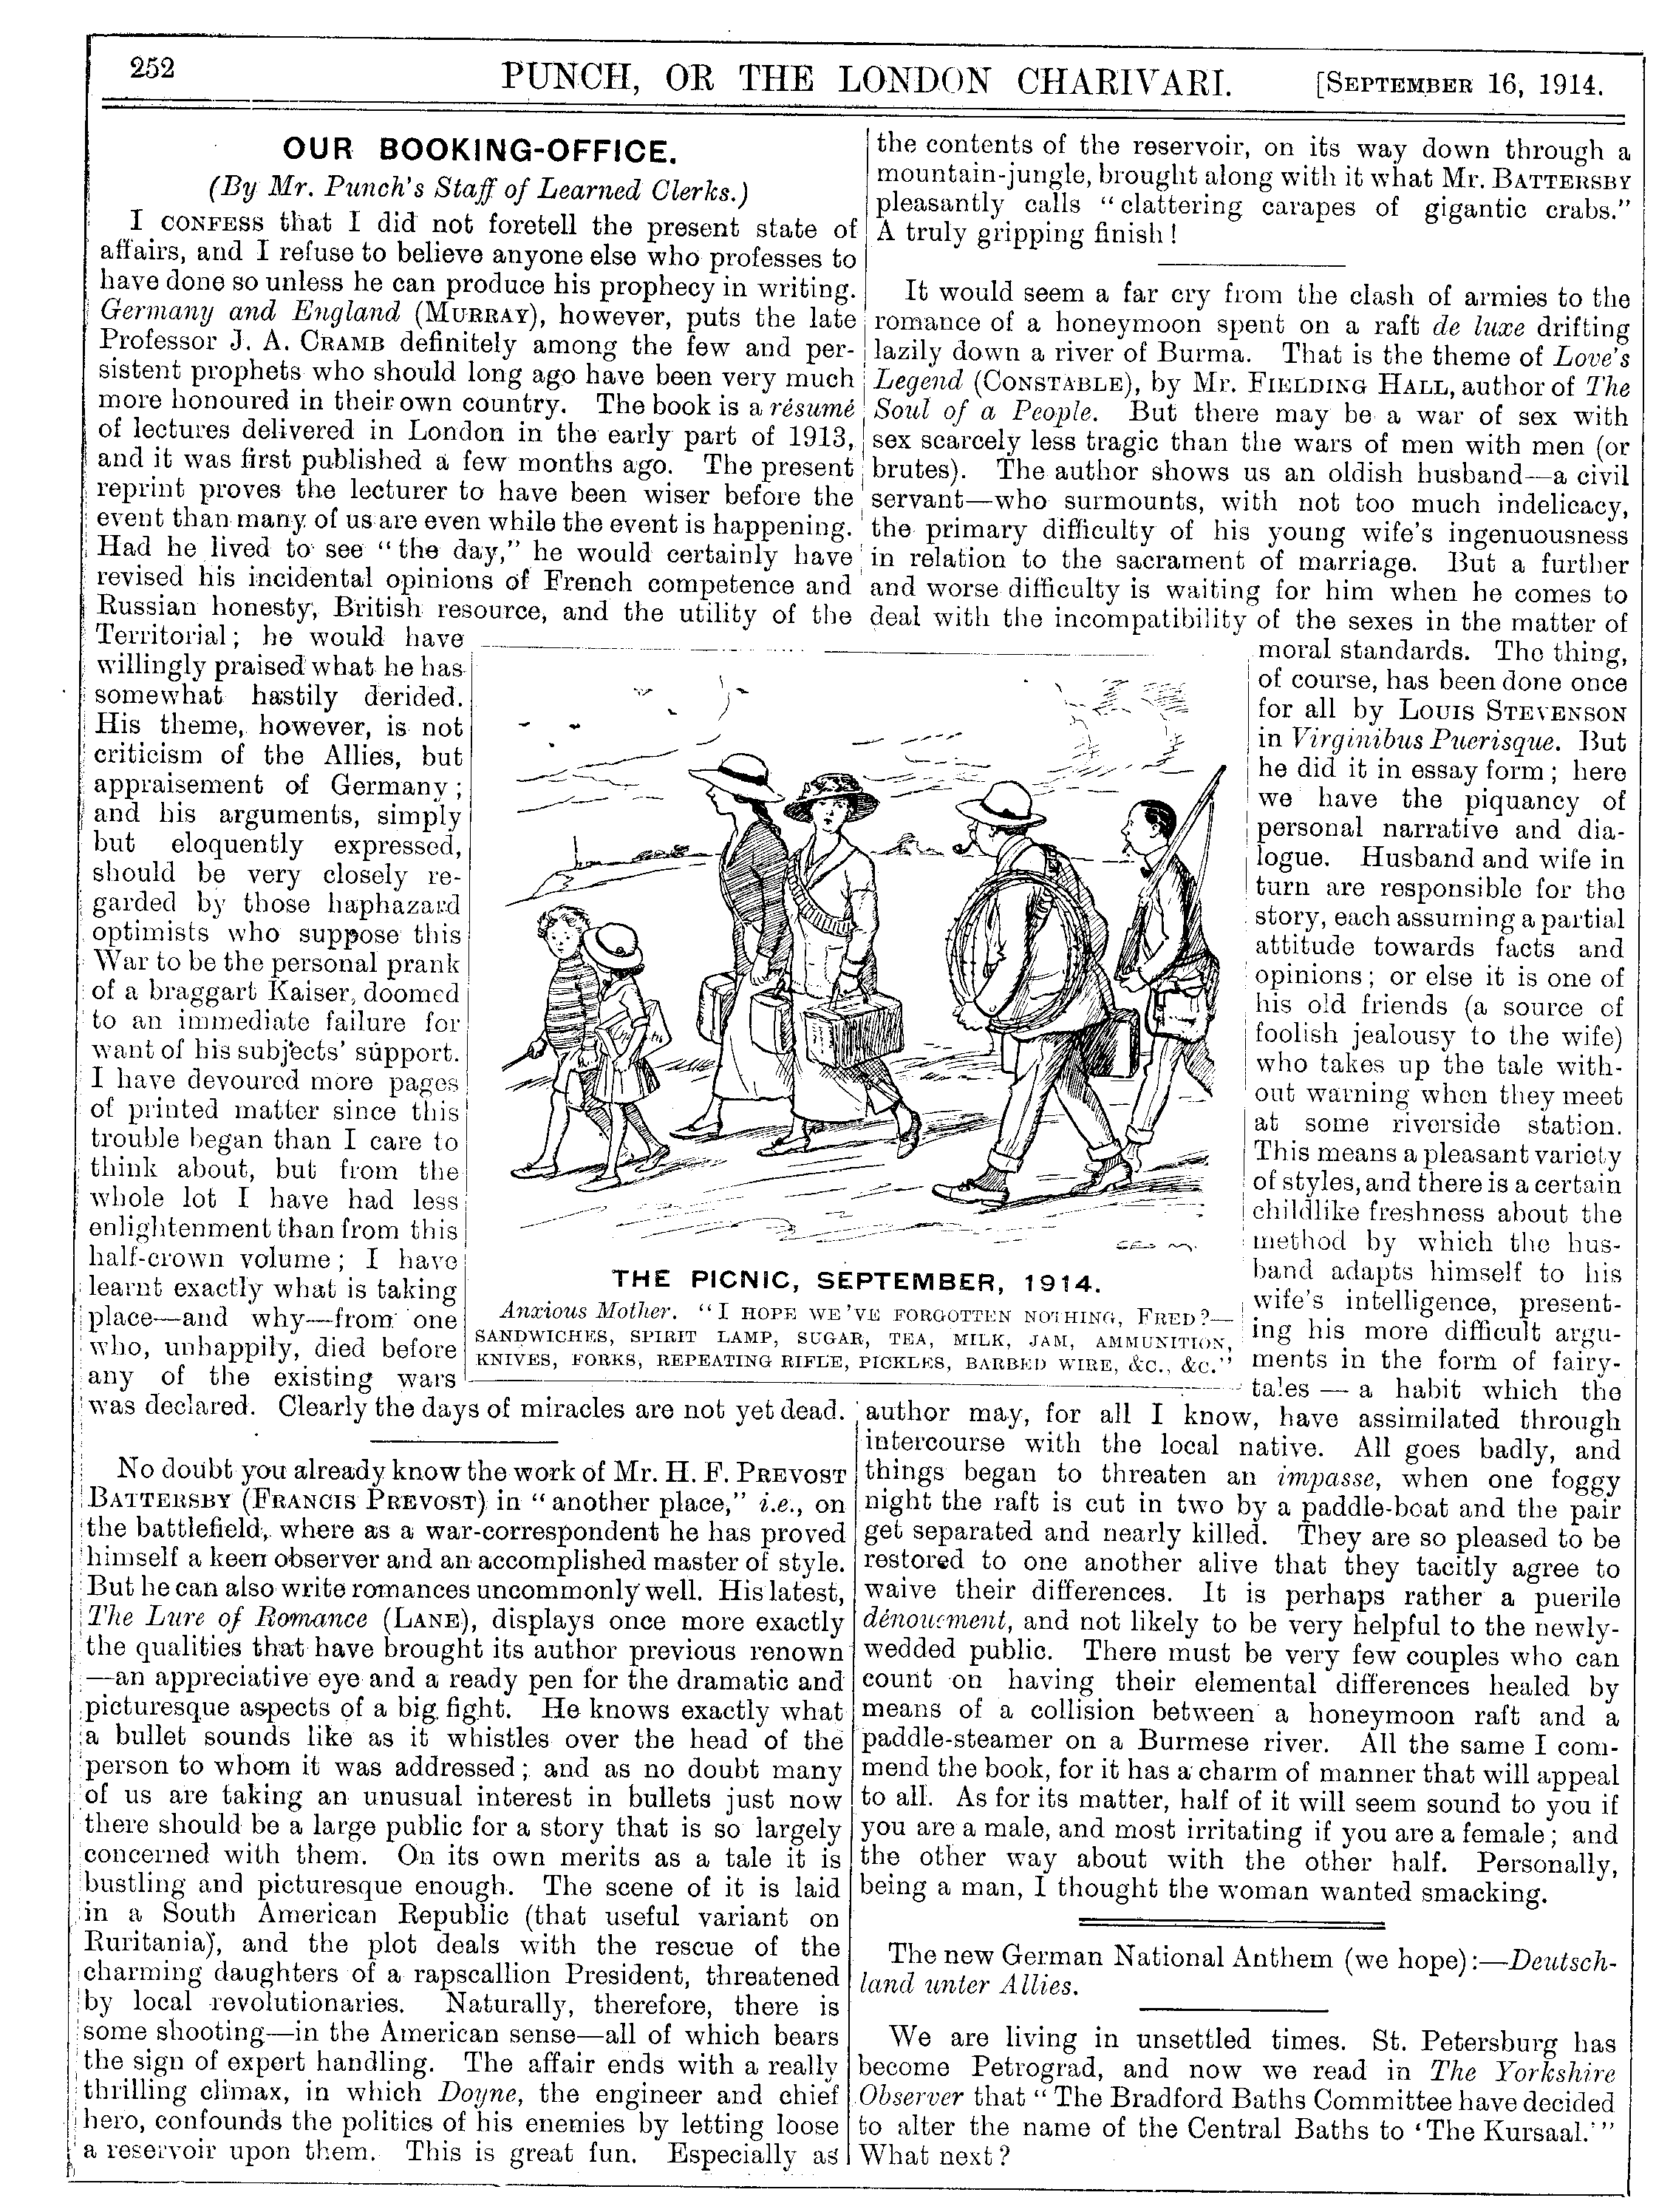 252
PUNCH, OR THE LONDON CHARIVARI.
[SEPTEMBER 16, 1914.
OUR BOOKING-OFFICE.
(By Mr. Punch's Staff of Learned Clerks.)
I CONFESS that I did not foretell the present state of
affairs, and I refuse to believe anyone else who professes to
have done so unless he can produce his prophecy in writing.
Germany and England (MURRAY), however, puts the late
Professor J. A. CRAMB definitely among the few and per-
sistent prophets who should long ago have been very much
more honoured in their own country. The book is a résumé
of lectures delivered in London in the early part of 1913,
and it was first published a few months ago. The present
reprint proves the lecturer to have been wiser before the
event than many of us are even while the event is happening.
Had he lived to see "the day," he would certainly have
revised his incidental opinions of French competence and
Russian honesty, British resource, and the utility of the
Territorial; he would have
willingly praised what he has
somewhat hastily derided.
His theme, however, is not
criticism of the Allies, but
appraisement of Germany;
and his arguments, simply
but eloquently expressed,
should be very closely re-
garded by those haphazard
optimists who suppose this
War to be the personal prank
of a braggart Kaiser, doomed
to an immediate failure for
want of his subjects' support.
I have devoured more pages
of printed matter since this
trouble began than I care to
think about, but from the
whole lot I have had less
enlightenment than from this
half-crown volume; I have
learnt exactly what is taking
place—and why—from one
who, unhappily, died before
any of the existing wars
was declared. Clearly the days of miracles are not yet dead.
No doubt you already know the work of Mr. H. F. PREVOST
BATTERSBY (FRANCIS PREVOST) in "another place," i.e., on
the battlefield, where as a war-correspondent he has proved
himself a keen observer and an accomplished master of style.
But he can also write romances uncommonly well. His latest,
The Lure of Romance (LANE), displays once more exactly
the qualities that have brought its author previous renown
—an appreciative eye and a ready pen for the dramatic and
picturesque aspects of a big fight. He knows exactly what
a bullet sounds like as it whistles over the head of the
person to whom it was addressed; and as no doubt many
of us are taking an unusual interest in bullets just now
there should be a large public for a story that is so largely
concerned with them. On its own merits as a tale it is
bustling and picturesque enough. The scene of it is laid
in a South American Republic (that useful variant on
Ruritania), and the plot deals with the rescue of the
charming daughters of a rapscallion President, threatened
by local revolutionaries. Naturally, therefore, there is
some shooting—in the American sense—all of which bears
the sign of expert handling. The affair ends with a really
thrilling climax, in which Doyne, the engineer and chief
hero, confounds the politics of his enemies by letting loose
a reservoir upon them. This is great fun. Especially as
the contents of the reservoir, on its way down through a
mountain-jungle, brought along with it what Mr. BATTERSBY
pleasantly calls "clattering carapes of gigantic crabs."
A truly gripping finish!
It would seem a far cry from the clash of armies to the
romance of a honeymoon spent on a raft de luxe drifting
lazily down a river of Burma. That is the theme of Love's
Legend (CONSTABLE), by Mr. FIELDING HALL, author of The
Soul of a People. But there may be a war of sex with
sex scarcely less tragic than the wars of men with men (or
brutes). The author shows us an oldish husband—a civil
servant—who surmounts, with not too much indelicacy,
the primary difficulty of his young wife's ingenuousness
in relation to the sacrament of marriage. But a further
and worse difficulty is waiting for him when he comes to
deal with the incompatibility of the sexes in the matter of
moral standards. The thing,
of course, has been done once
for all by LOUIS STEVENSON
in Virginibus Puerisque. But
he did it in essay form; here
we have the piquancy of
personal narrative and dia-
logue. Husband and wife in
turn are responsible for the
story, each assuming a partial
attitude towards facts and
opinions; or else it is one of
his old friends (a source of
foolish jealousy to the wife)
who takes up the tale with-
out warning when they meet
at some riverside station.
This means a pleasant variety
of styles, and there is a certain
childlike freshness about the
method by which the hus-
band adapts himself to his
wife's intelligence, present-
ing his more difficult argu-
ments in the form of fairy-
tales — a habit which the
author may, for all I know, have assimilated through
intercourse with the local native. All goes badly, and
things began to threaten an impasse, when one foggy
night the raft is cut in two by a paddle-boat and the pair
get separated and nearly killed. They are so pleased to be
restored to one another alive that they tacitly agree to
waive their differences. It is perhaps rather a puerile
dénouement, and not likely to be very helpful to the newly-
wedded public. There must be very few couples who can
count on having their elemental differences healed by
means of a collision between a honeymoon raft and a
paddle-steamer on a Burmese river. All the same I com-
mend the book, for it has a charm of manner that will appeal
to all. As for its matter, half of it will seem sound to you if
you are a male, and most irritating if you are a female; and
the other way about with the other half. Personally,
being a man, I thought the woman wanted smacking.
The new German National Anthem (we hope):—Deutsch-
land unter Allies.
We are living in unsettled times. St. Petersburg has
become Petrograd, and now we read in The Yorkshire
Observer that "The Bradford Baths Committee have decided
to alter the name of the Central Baths to 'The Kursaal.'"
What next?
GEO M.
THE PICNIC, SEPTEMBER, 1914.
Anxious Mother. "I HOPE WE'VE FORGOTTEN NOTHING, FRED?—
SANDWICHES, SPIRIT LAMP, SUGAR, TEA, MILK, JAM, AMMUNITION,
KNIVES, FORKS, REPEATING RIFLE, PICKLES, BARBED WIRE, &C., &C."